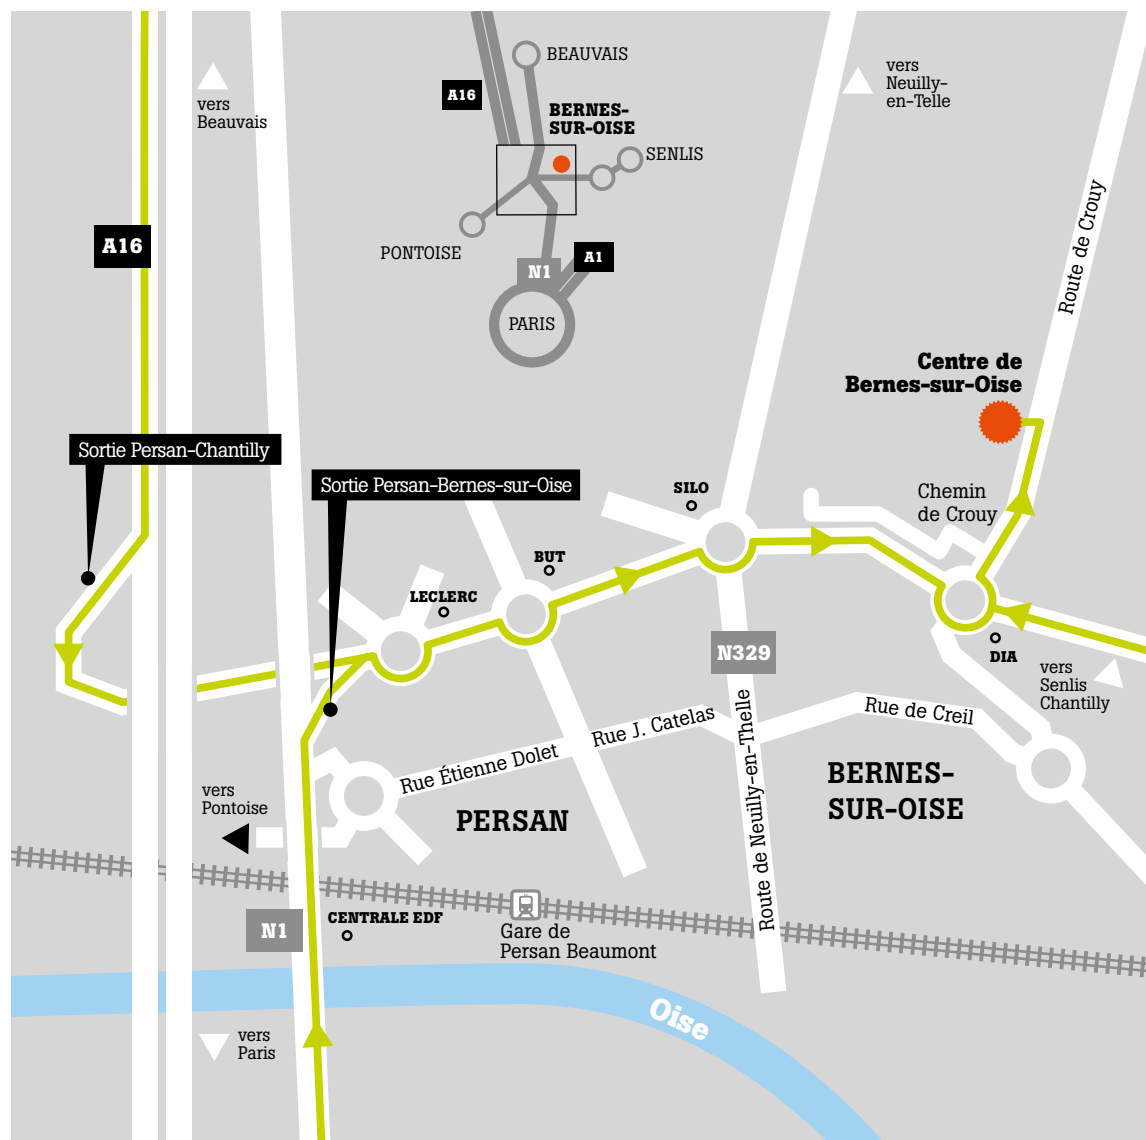 BEAUVAIS
A16
BERNES-
SUR-OISE
SENLIS
PONTOISE
N1
A1
PARIS
vers
Beauvais
vers
Neuilly-
en-Telle
A16
Route de Crouy
Centre de
Bernes-sur-Oise
Sortie Persan-Chantilly
Sortie Persan-Bernes-sur-Oise
SILO
Chemin
de Crouy
BUT
LECLERC
N329
DIA
vers
Senlis
Chantilly
Rue de Creil
Rue J. Catelas
Rue Étienne Dolet
Route de Neuilly-en-Thelle
vers
Pontoise
PERSAN
BERNES-
SUR-OISE
N1
CENTRALE EDF
Gare de
Persan Beaumont
Oise
vers
Paris